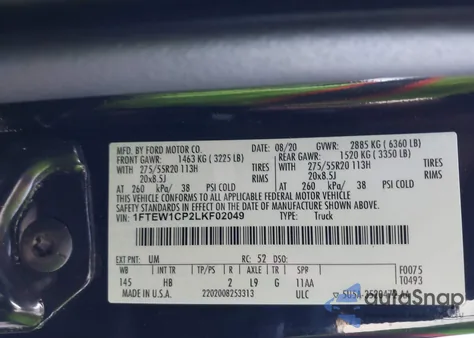 MFD. BY FORD MOTOR CO.
08/20 GVWR: 2885 KG ( 6360 LB)
FRONT GAWR: 1463 KG ( 3225 LB)
REAR GAWR: 1520 KG ( 3350 LB)
WITH 275/55R20 113H TIRES
WITH 275/55R20 113H TIRES
20x8.5J RIMS
20x8.5J RIMS
AT 260 kPa/ 38 PSI COLD
AT 260 kPa/ 38 PSI COLD
THIS VEHICLE CONFORMS TO ALL APPLICABLE FEDERAL MOTOR VEHICLE
SAFETY STANDARDS IN EFFECT ON THE DATE OF MANUFACTURE SHOWN ABOVE.
VIN: 1FTEW1CP2LKF02049 TYPE: Truck
EXT PNT: UM RC: 52 DSO:
WB INT TR TP/PS R AXLE TR SPR F0075
145 HB 2 L9 G 11AA T0493
MADE IN U.S.A. 2202008253313 ULC
autoSnap